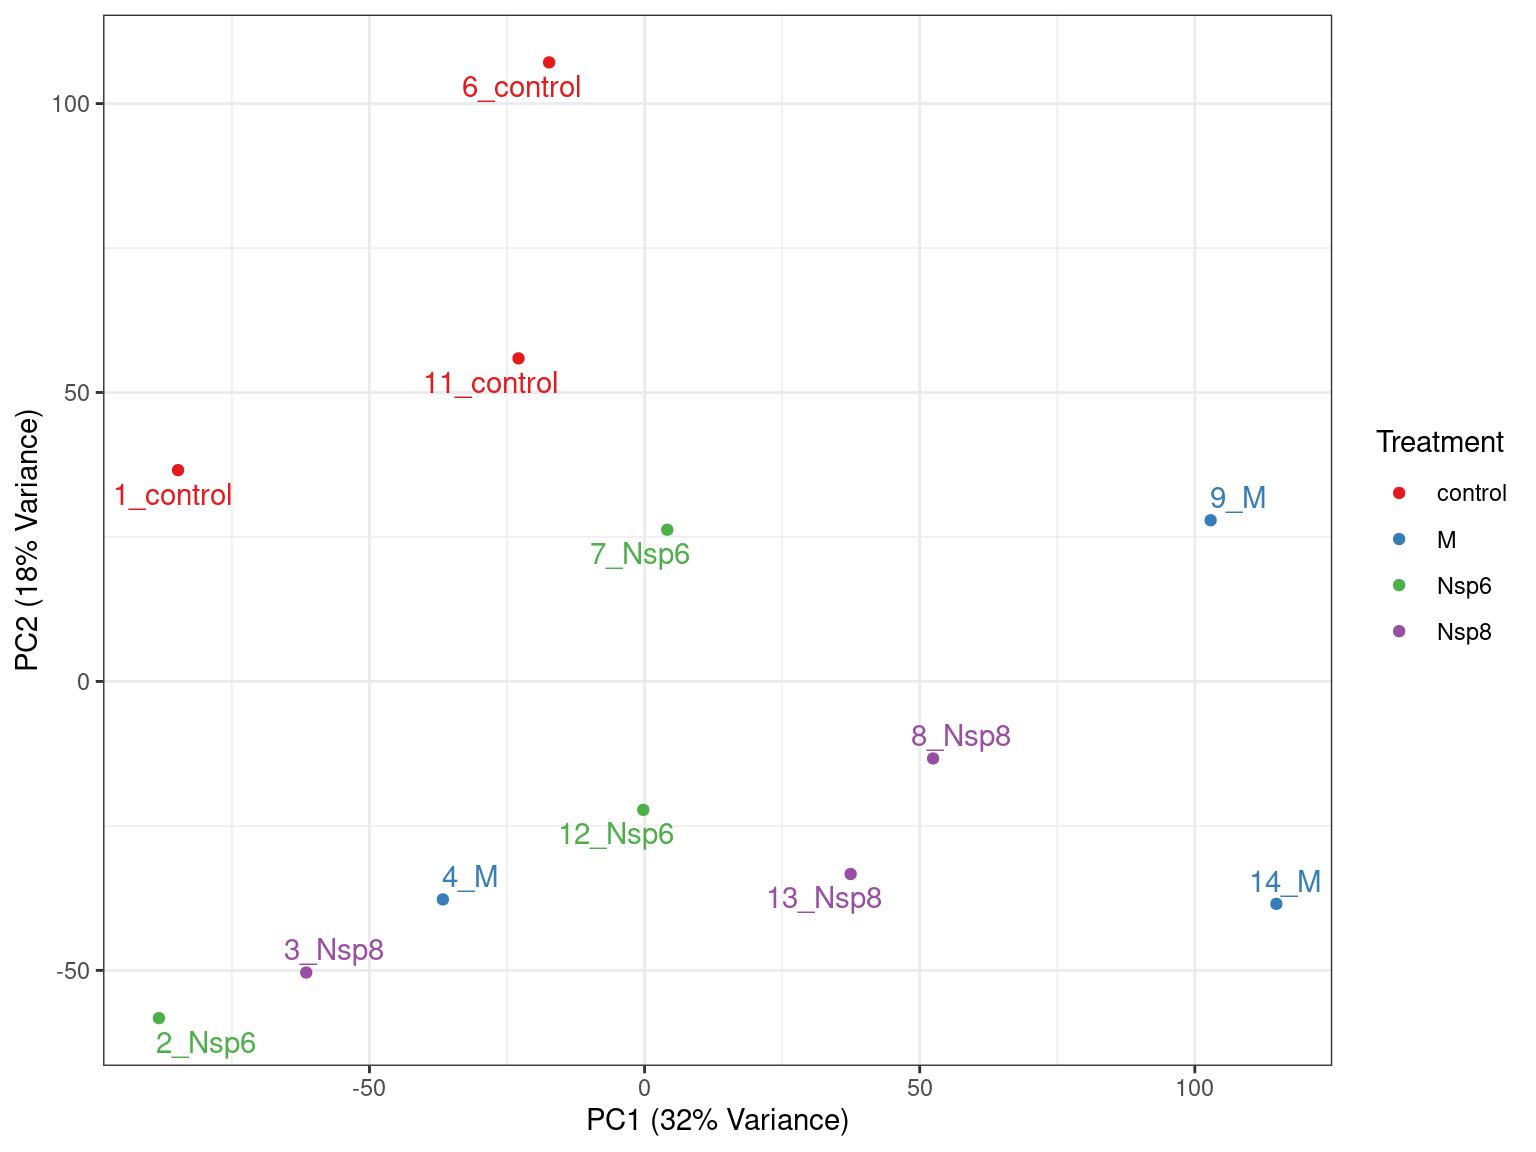 6_control
100
11_control
50
1_control
9_M
7_Nsp6
PC2 (18% Variance)
Treatment
control
M
Nsp6
Nsp8
0
8_Nsp8
12_Nsp6
4_M
13_Nsp8
14_M
3_Nsp8
-50
2_Nsp6
-50
0
50
100
PC1 (32% Variance)